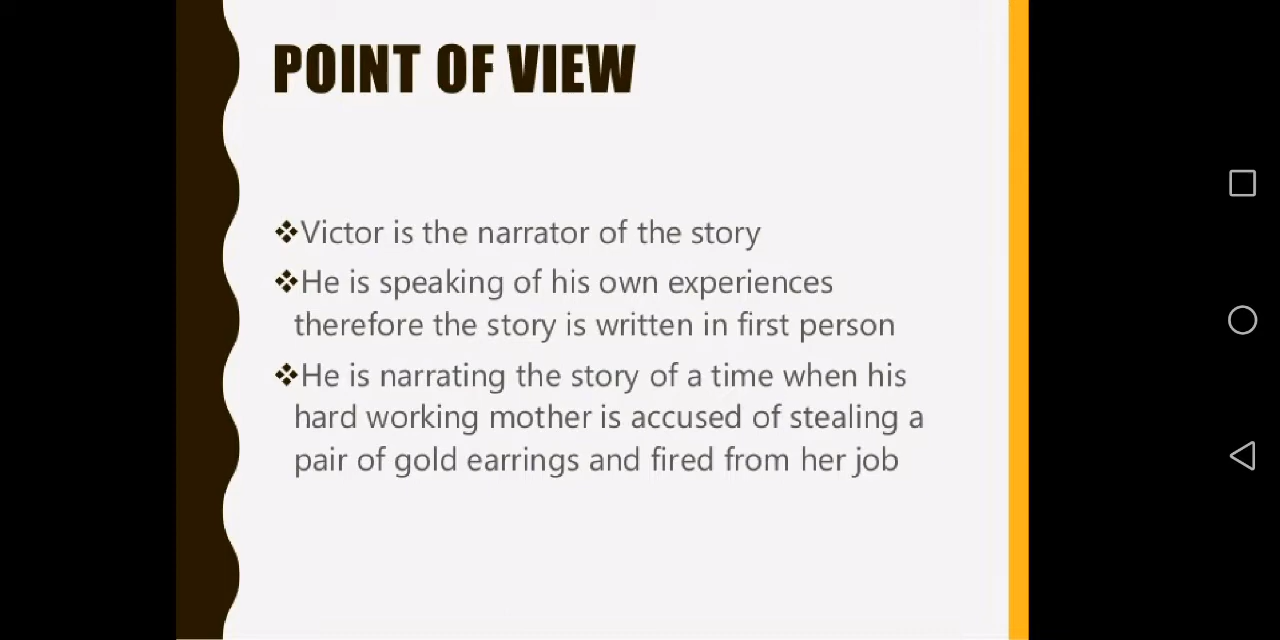 POINT OF VIEW
❖Victor is the narrator of the story
❖He is speaking of his own experiences
therefore the story is written in first person
❖He is narrating the story of a time when his
hard working mother is accused of stealing a
pair of gold earrings and fired from her job